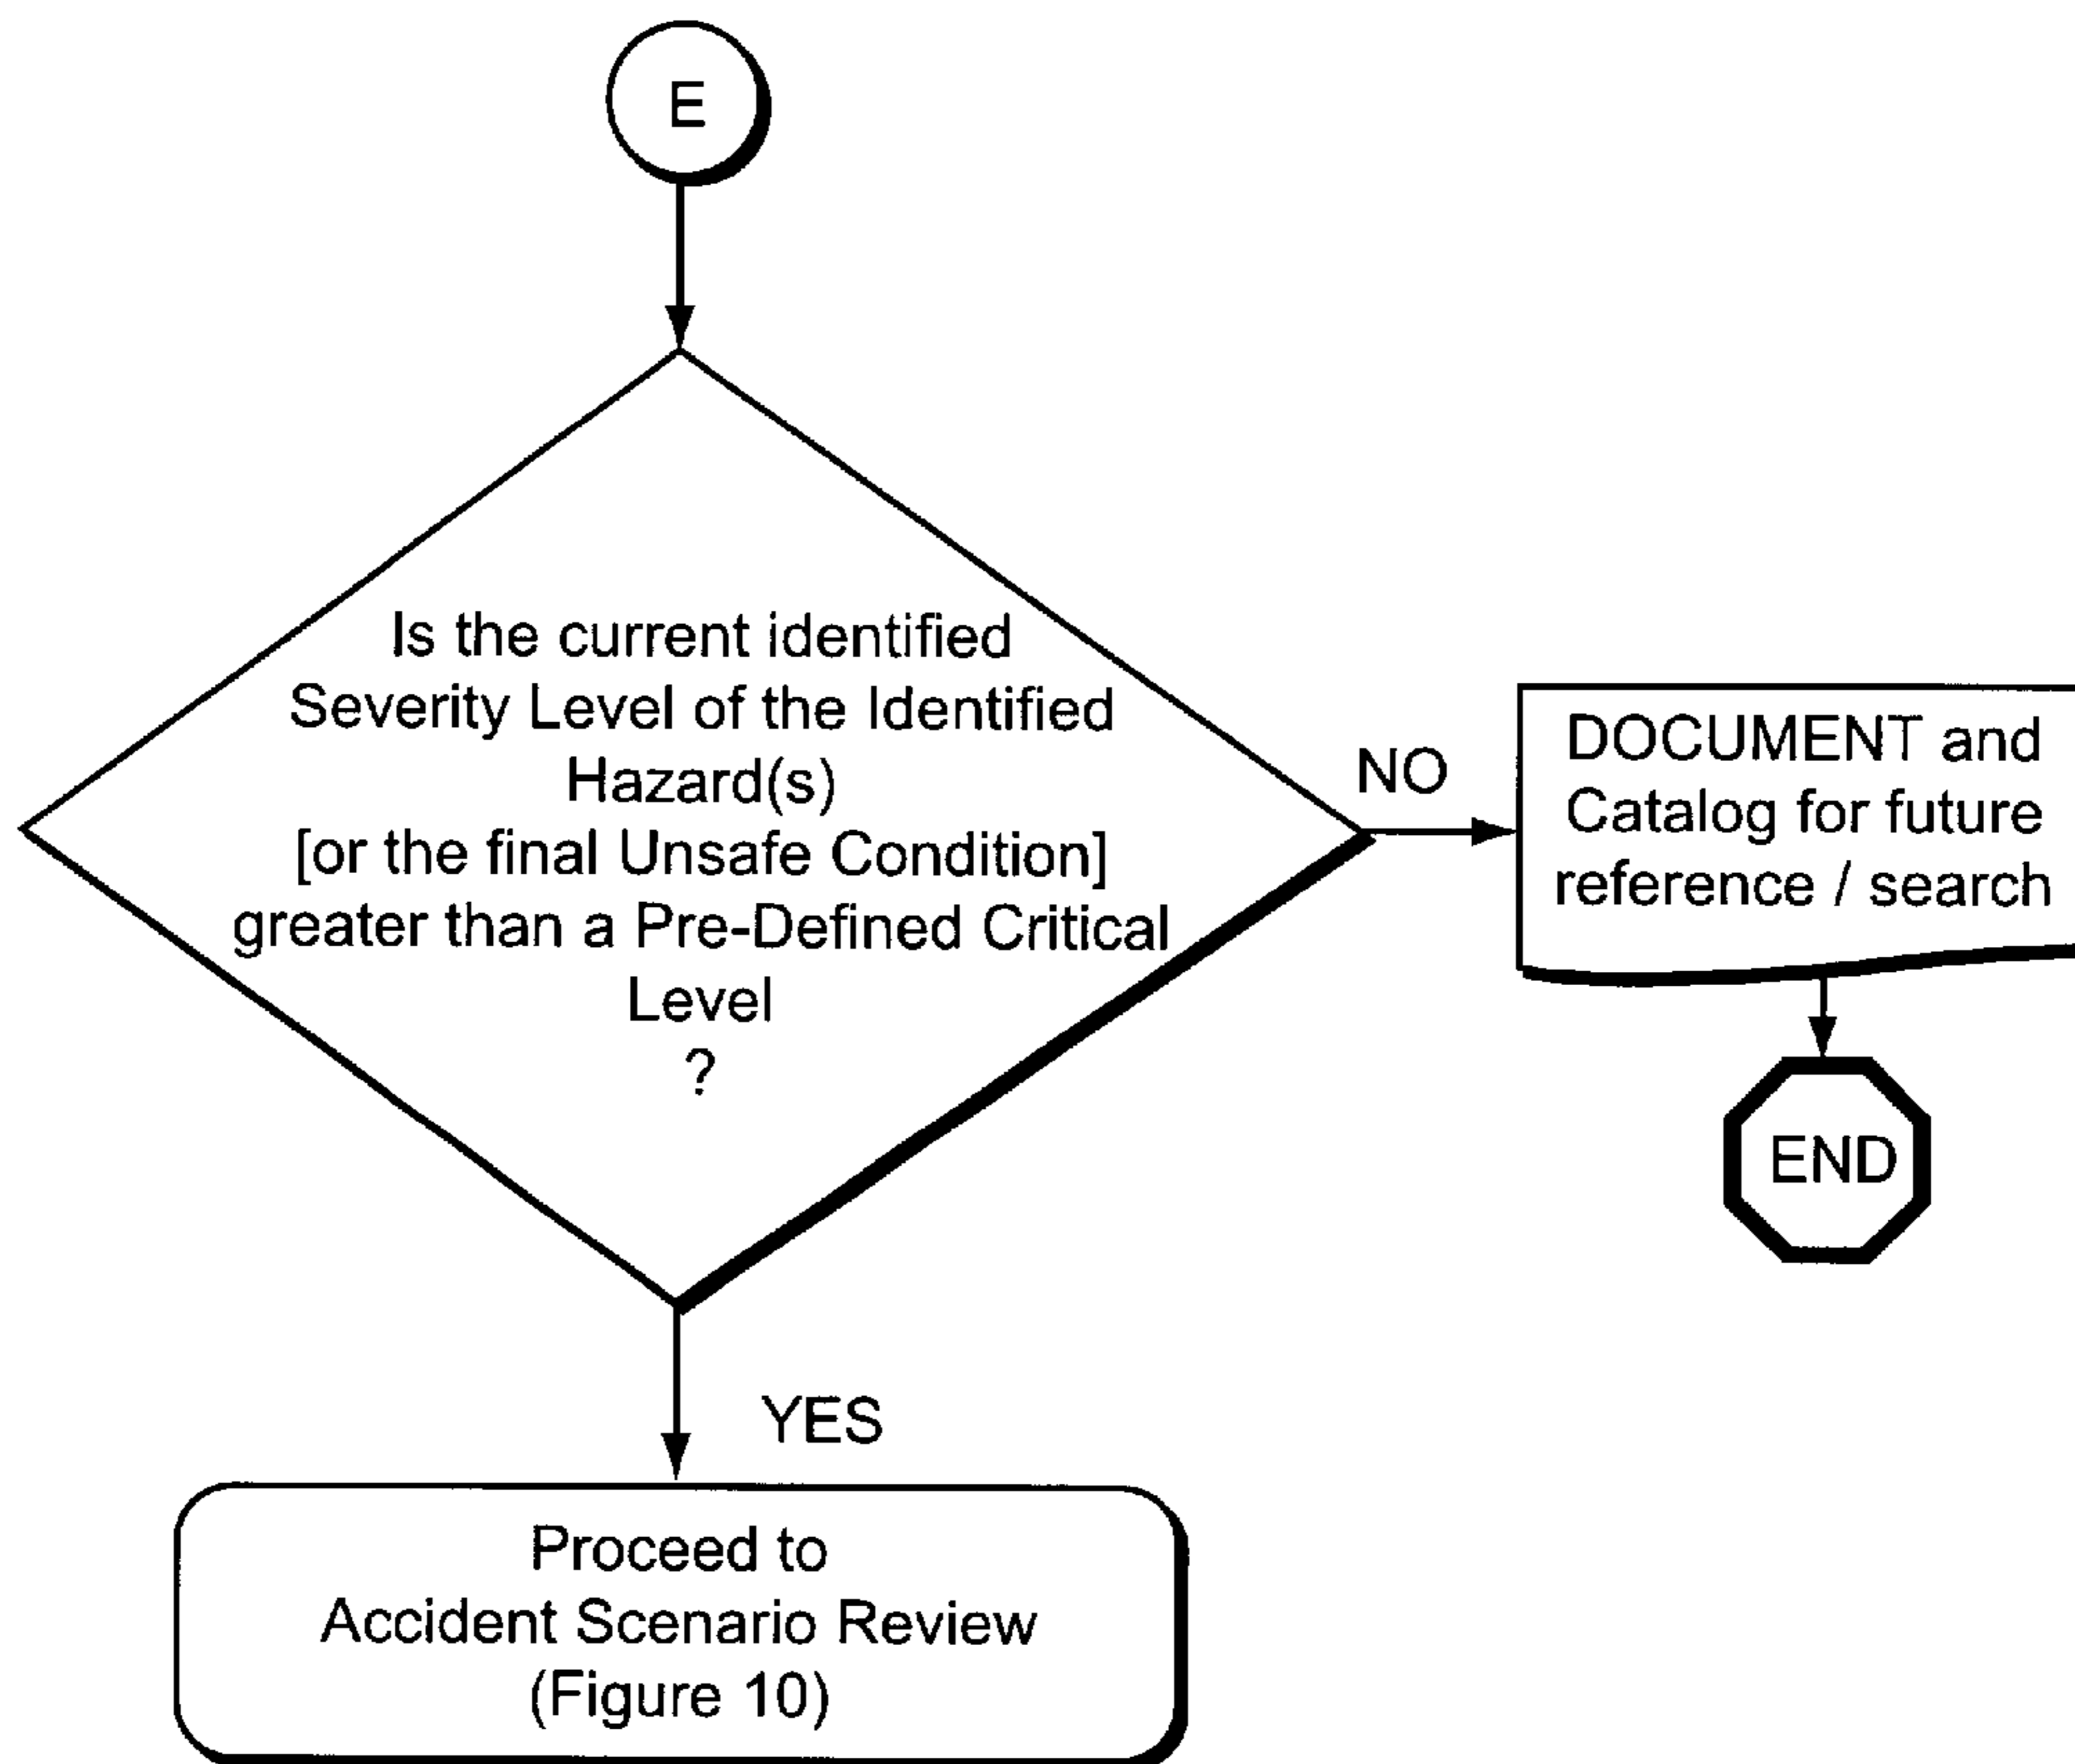 E
Is the current identified
Severity Level of the Identified
Hazard(s)
[or the final Unsafe Condition]
greater than a Pre-Defined Critical
Level
?
NO
DOCUMENT and
Catalog for future
reference / search
END
YES
Proceed to
Accident Scenario Review
(Figure 10)